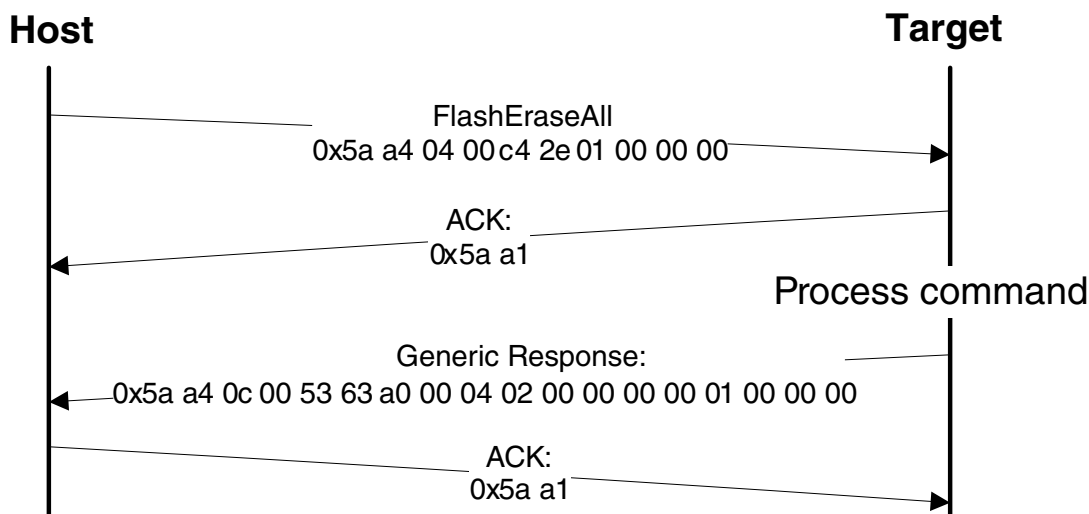 Host
Target
FlashEraseAll
0x5a a4 04 00 c4 2e 01 00 00 00
ACK:
0x5a a1
Process command
Generic Response:
0x5a a4 0c 00 53 63 a0 00 04 02 00 00 00 00 01 00 00 00
ACK:
0x5a a1